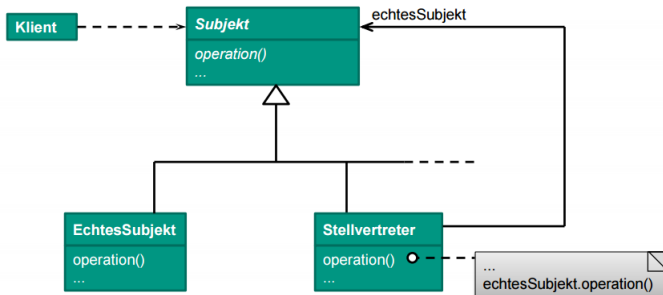 Klient
Subjekt
operation()
...
echtesSubjekt
EchtesSubjekt
operation()
...
Stellvertreter
operation()
...
...
echtesSubjekt.operation()